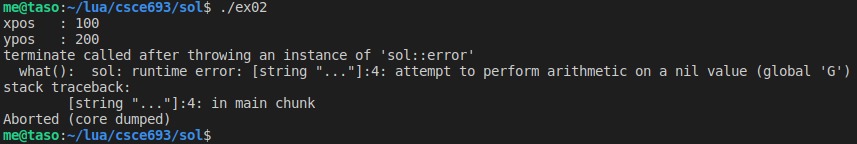 me@taso:~/lua/csce693/sol$ ./ex02
xpos   : 100
ypos   : 200
terminate called after throwing an instance of 'sol::error'
  what():  sol: runtime error: [string "..."]:4: attempt to perform arithmetic on a nil value (global 'G')
stack traceback:
        [string "..."]:4: in main chunk
Aborted (core dumped)
me@taso:~/lua/csce693/sol$